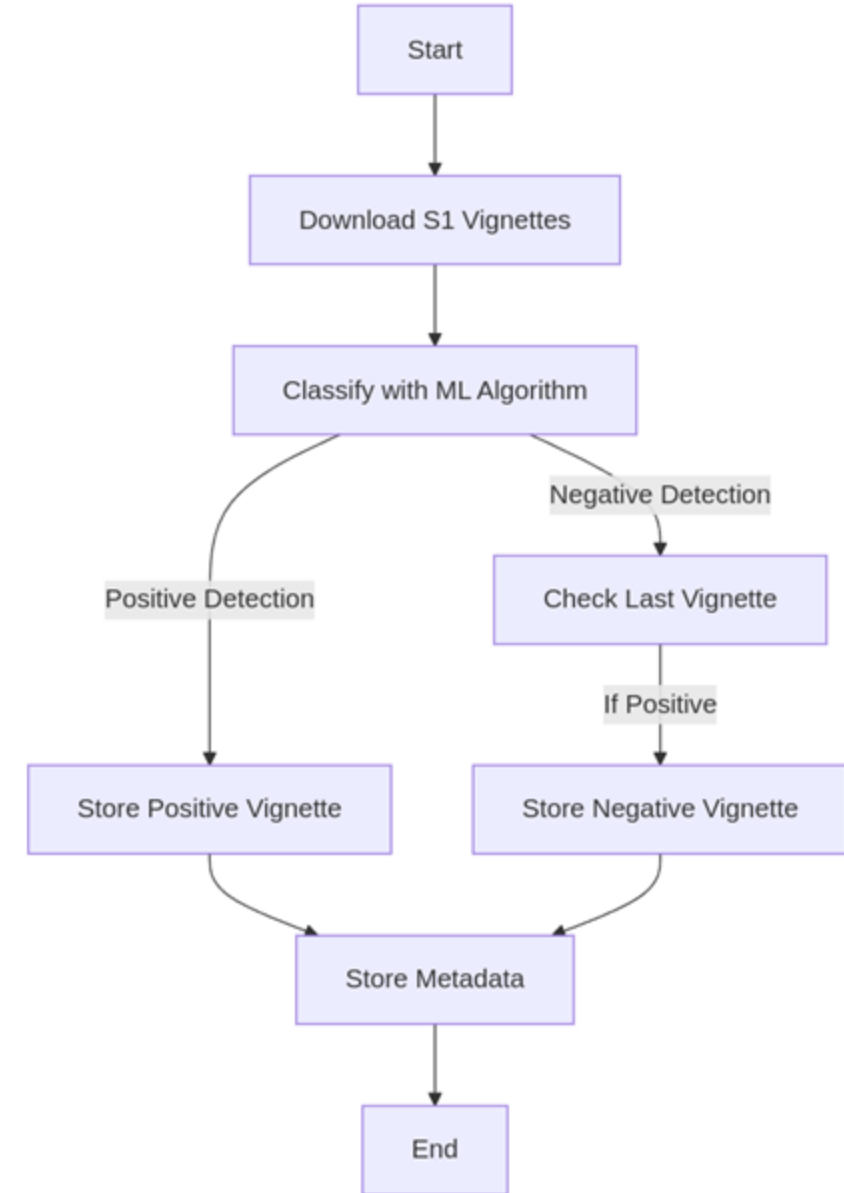 Start
Download S1 Vignettes
Classify with ML Algorithm
Negative Detection
Positive Detection
Check Last Vignette
If Positive
Store Positive Vignette
Store Negative Vignette
Store Metadata
End